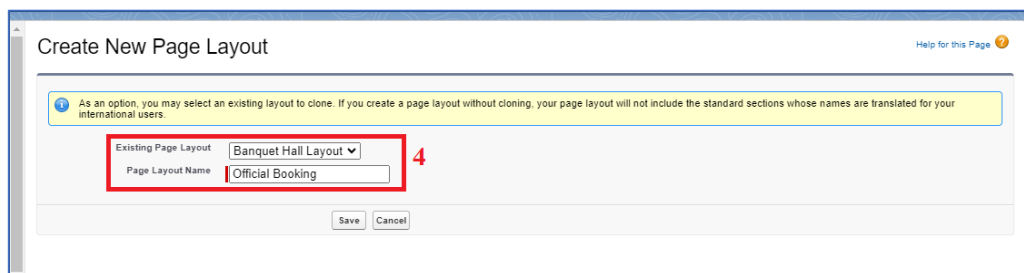 Create New Page Layout
Help for this Page
As an option, you may select an existing layout to clone. If you create a page layout without cloning, your page layout will not include the standard sections whose names are translated for your
international users.
Existing Page Layout Banquet Hall Layout
Page Layout Name Official Booking
4
Save Cancel